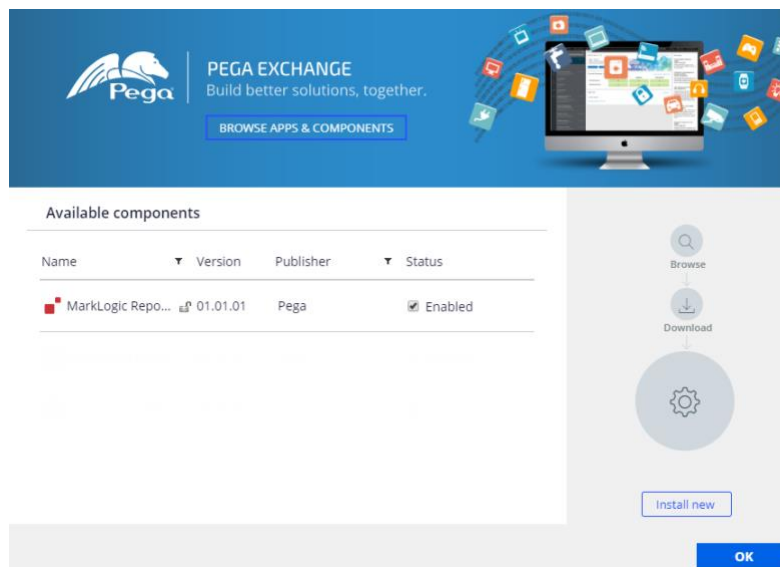 Pega
PEGA EXCHANGE
Build better solutions, together.
BROWSE APPS & COMPONENTS
Available components
Name Version Publisher Status
MarkLogic Repo... 01.01.01 Pega Enabled
Browse
Download
Install new
OK